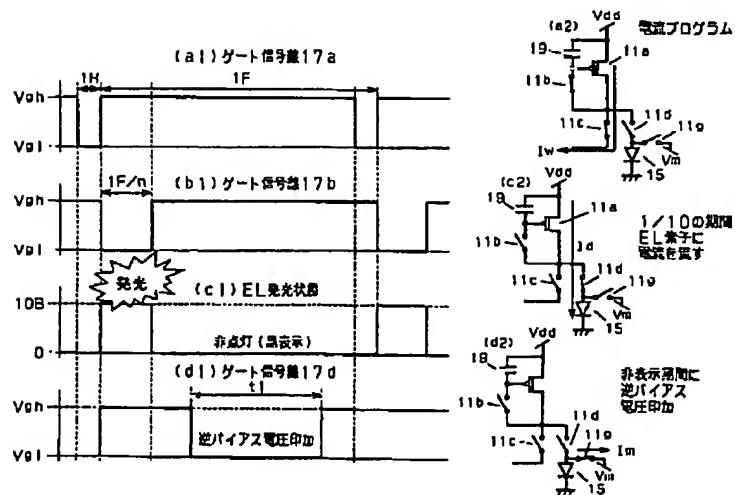 (a1)ゲート信号線17a
1H
1F
Vgh
Vgl
1F/n
(b1)ゲート信号線17b
Vgh
Vgl
発光
(c1)EL発光状態
10B
非点灯(黒表示)
0
(d1)ゲート信号線17d
t1
Vgh
逆バイアス電圧印加
Vgl
(a2)
Vdd
電流プログラム
19
11a
11b
11c
11d
11g
Iw
Vm
15
(c2)
Vdd
19
11a
1/10の期間
EL素子に
電流を流す
11b
Id
11c
11d
11g
Vm
15
(d2)
Vdd
19
非表示期間に
逆バイアス
電圧印加
11b
11d
11c
11g
Im
Vm
15